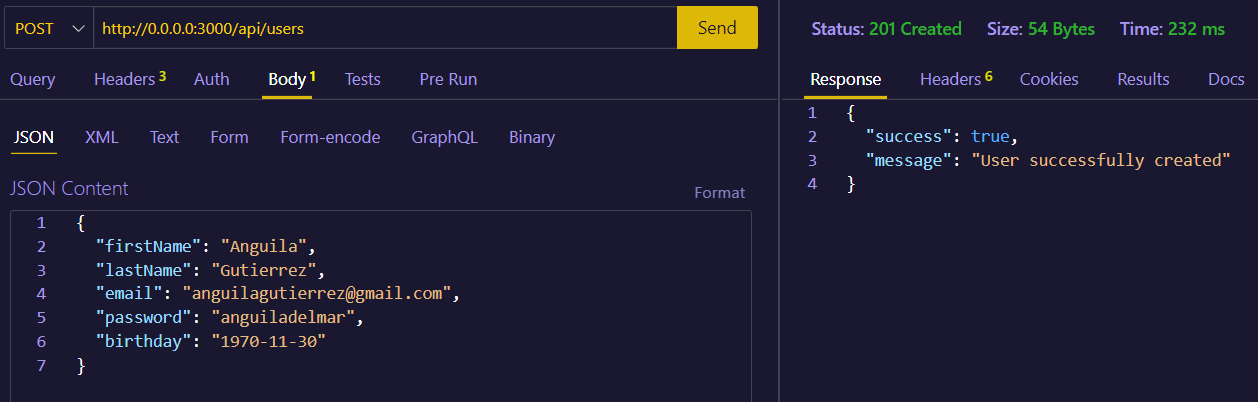 POST http://0.0.0.0:3000/api/users Send
Query Headers 3 Auth Body 1 Tests Pre Run
JSON XML Text Form Form-encode GraphQL Binary
JSON Content
Format
1 {
2 "firstName": "Anguila",
3 "lastName": "Gutierrez",
4 "email": "anguilagutierrez@gmail.com",
5 "password": "anguiladelmar",
6 "birthday": "1970-11-30"
7 }
Status: 201 Created Size: 54 Bytes Time: 232 ms
Response Headers 6 Cookies Results Docs
1 {
2 "success": true,
3 "message": "User successfully created"
4 }